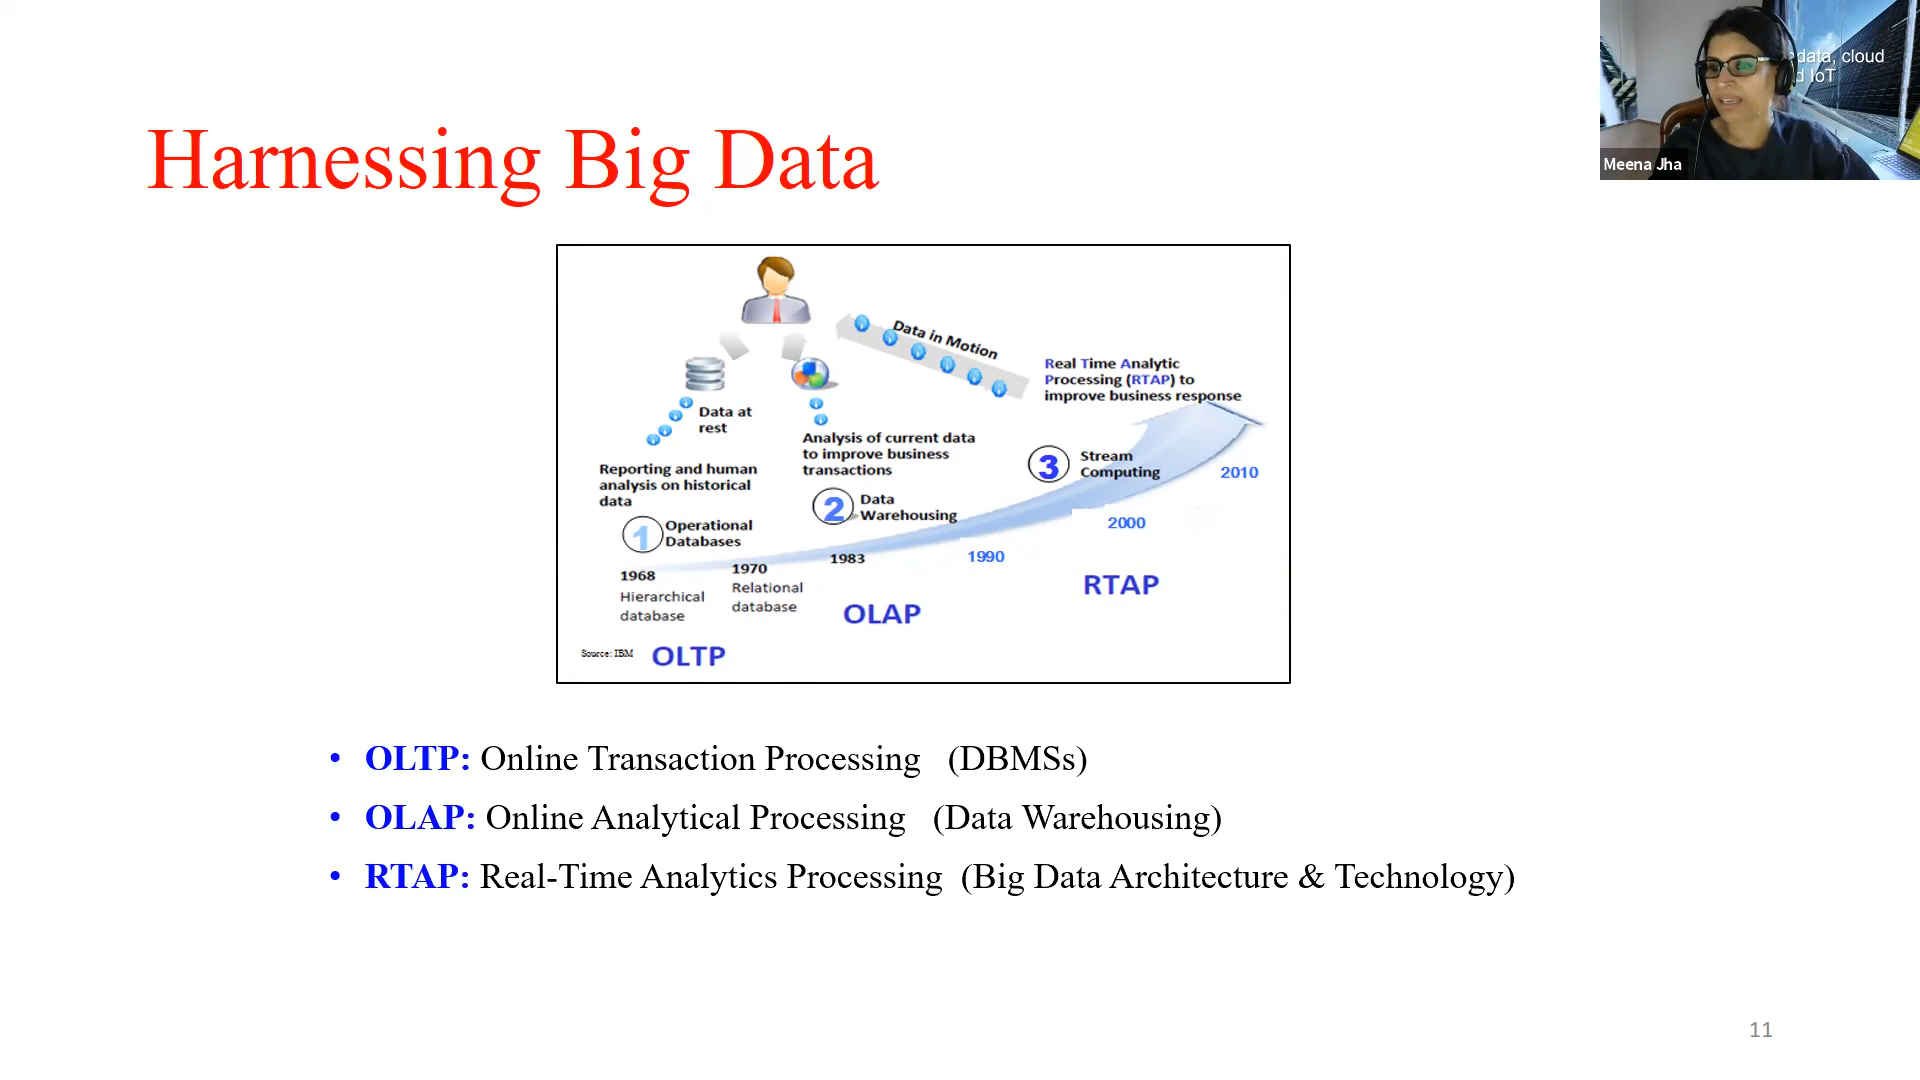 data, cloud
d IoT
Meena Jha
Harnessing Big Data
Data in Motion
Real Time Analytic
Processing (RTAP) to
improve business response
Data at
rest
Analysis of current data
to improve business
transactions
Reporting and human
analysis on historical
data
3 Stream
Computing
2010
2 Data
Warehousing
1 Operational
Databases
2000
1990
1983
1970
Relational
database
1968
Hierarchical
database
RTAP
OLAP
Source: IBM OLTP
• OLTP: Online Transaction Processing (DBMSs)
• OLAP: Online Analytical Processing (Data Warehousing)
• RTAP: Real-Time Analytics Processing (Big Data Architecture & Technology)
11